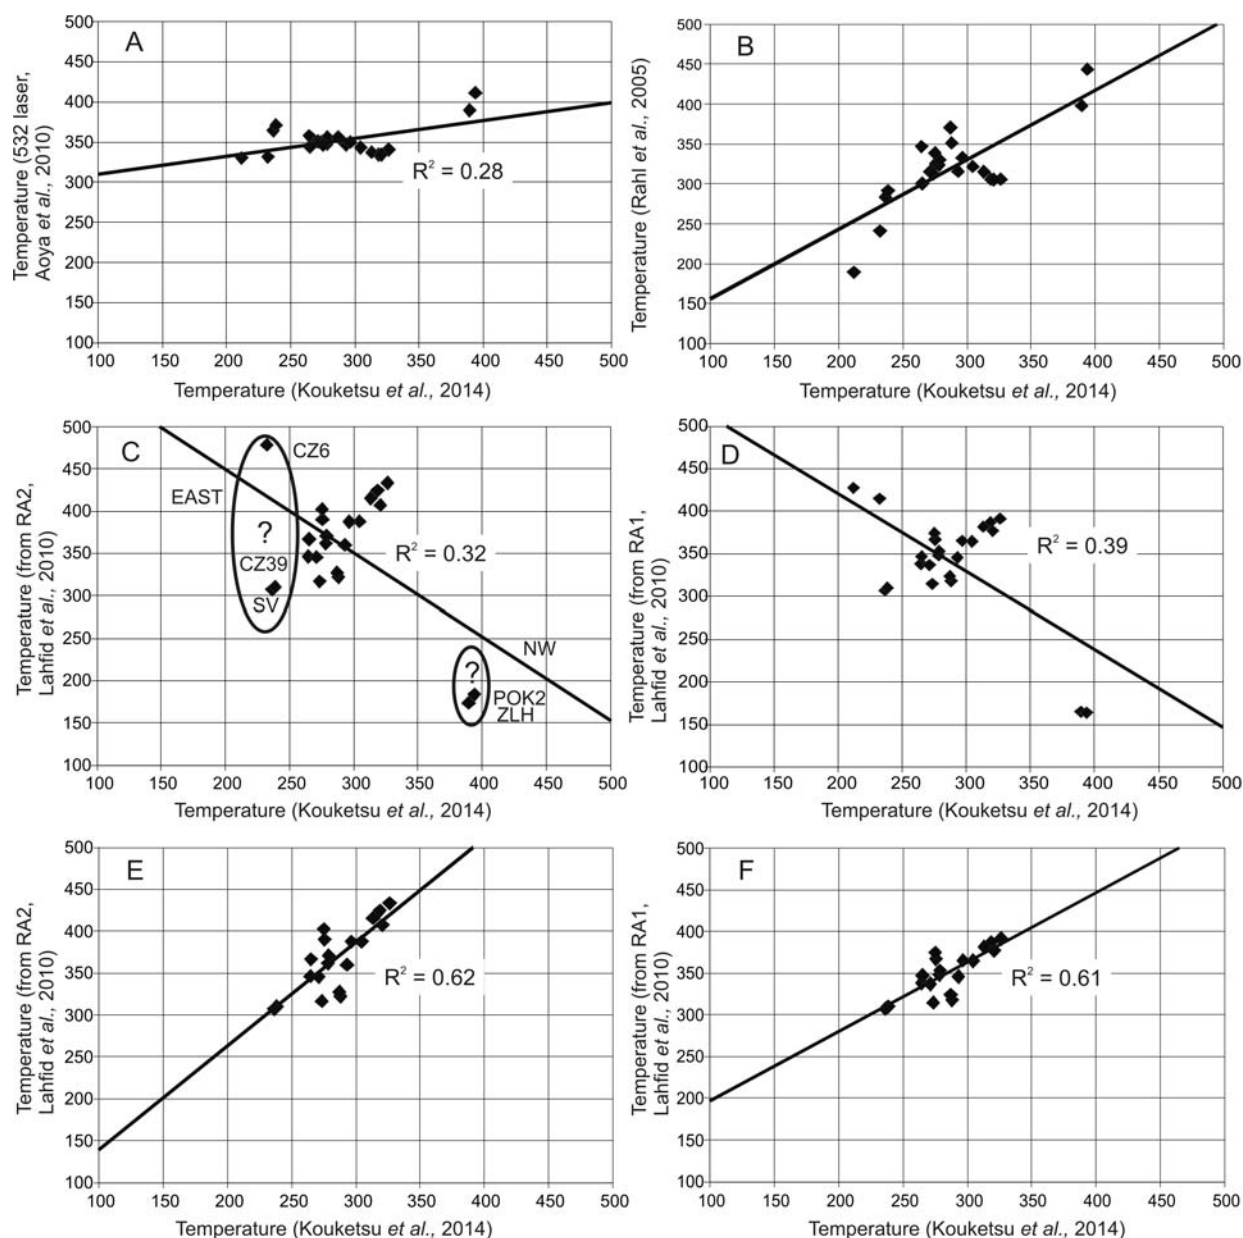 A
Temperature (532 laser,
Aoya et al., 2010)
500
450
400
350
300
250
200
150
100
R² = 0.28
100 150 200 250 300 350 400 450 500
Temperature (Kouketsu et al., 2014)
B
Temperature (Rahl et al., 2005)
500
450
400
350
300
250
200
150
100
100 150 200 250 300 350 400 450 500
Temperature (Kouketsu et al., 2014)
C
Temperature (from RA2,
Lahfid et al., 2010)
500
450
400
350
300
250
200
150
100
CZ6
EAST
?
CZ39
SV
R² = 0.32
NW
?
POK2
ZLH
100 150 200 250 300 350 400 450 500
Temperature (Kouketsu et al., 2014)
D
Temperature (from RA1,
Lahfid et al., 2010)
500
450
400
350
300
250
200
150
100
R² = 0.39
100 150 200 250 300 350 400 450 500
Temperature (Kouketsu et al., 2014)
E
Temperature (from RA2,
Lahfid et al., 2010)
500
450
400
350
300
250
200
150
100
R² = 0.62
100 150 200 250 300 350 400 450 500
Temperature (Kouketsu et al., 2014)
F
Temperature (from RA1,
Lahfid et al., 2010)
500
450
400
350
300
250
200
150
100
R² = 0.61
100 150 200 250 300 350 400 450 500
Temperature (Kouketsu et al., 2014)